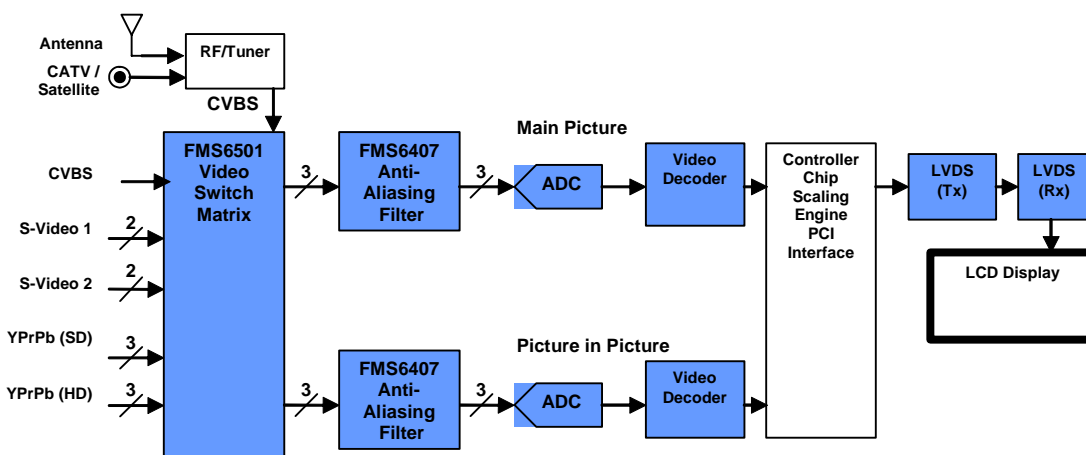 Antenna
CATV /
Satellite
RF/Tuner
CVBS
CVBS
S-Video 1
2
S-Video 2
2
YPrPb (SD)
3
YPrPb (HD)
3
FMS6501
Video
Switch
Matrix
3
FMS6407
Anti-
Aliasing
Filter
3
Main Picture
ADC
Video
Decoder
3
FMS6407
Anti-
Aliasing
Filter
3
Picture in Picture
ADC
Video
Decoder
Controller
Chip
Scaling
Engine
PCI
Interface
LVDS
(Tx)
LVDS
(Rx)
LCD Display